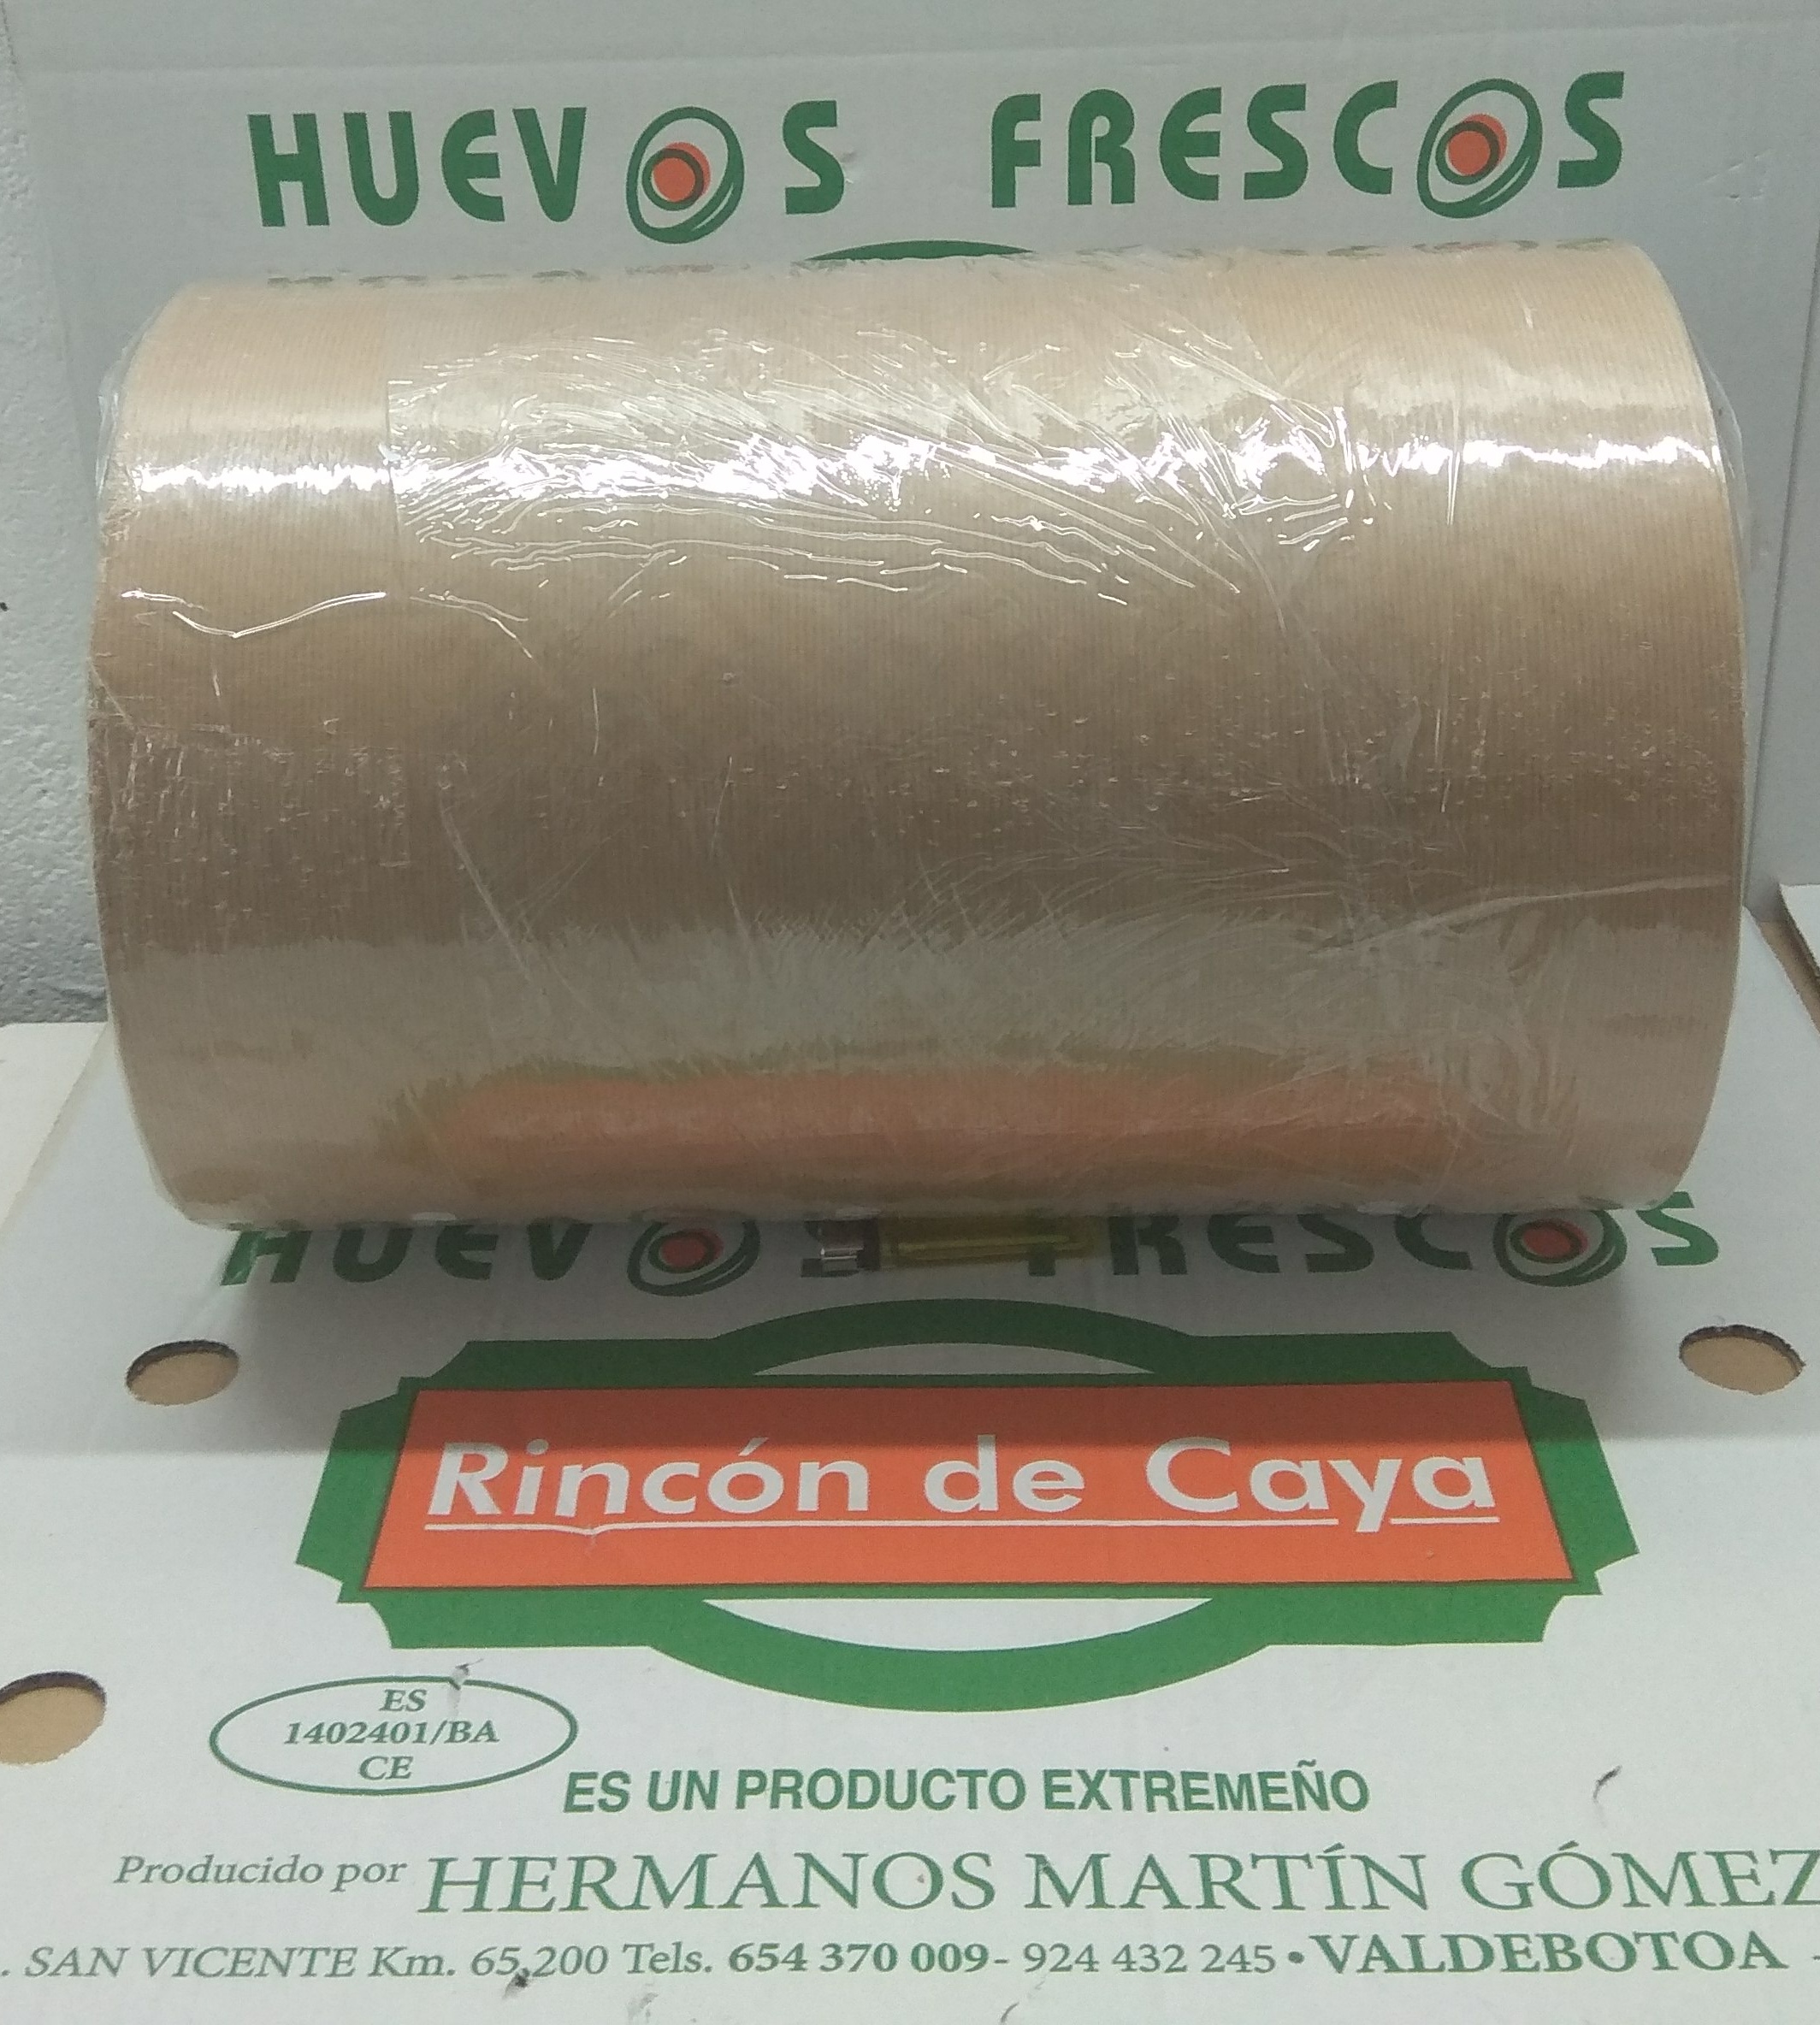 HUEVOS FRESCOS
HUEVOS FRESCOS
Rincón de Caya
ES
1402401/BA
CE
ES UN PRODUCTO EXTREMEÑO
Producido por HERMANOS MARTÍN GÓMEZ
. SAN VICENTE Km. 65,200 Tels. 654 370 009- 924 432 245 • VALDEBOTOA -